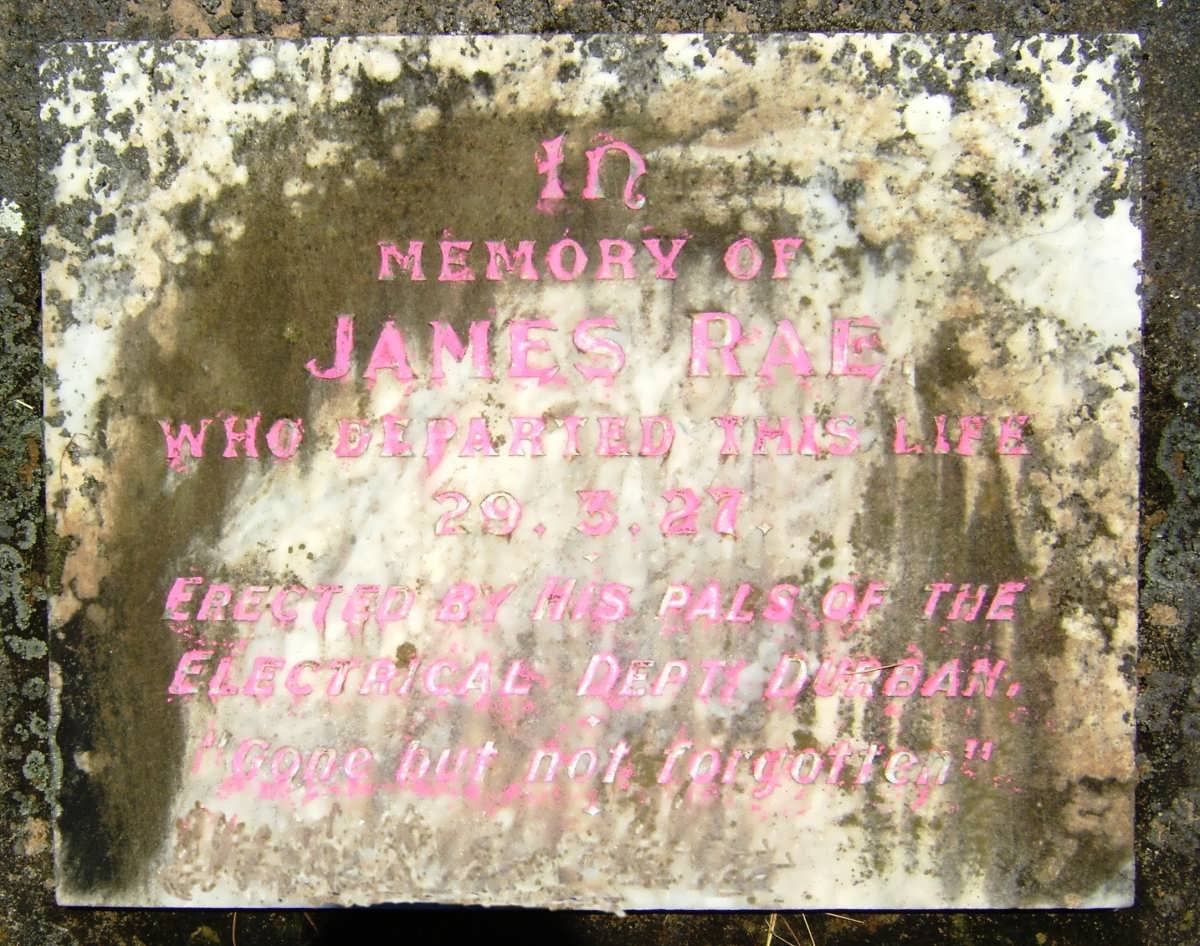 In
MEMORY OF
JAMES RAE
WHO DEPARTED THIS LIFE
29.3.27.
ERECTED BY HIS PALS OF THE
ELECTRICAL DEPTY DURBAN.
"Gone but not forgotten"